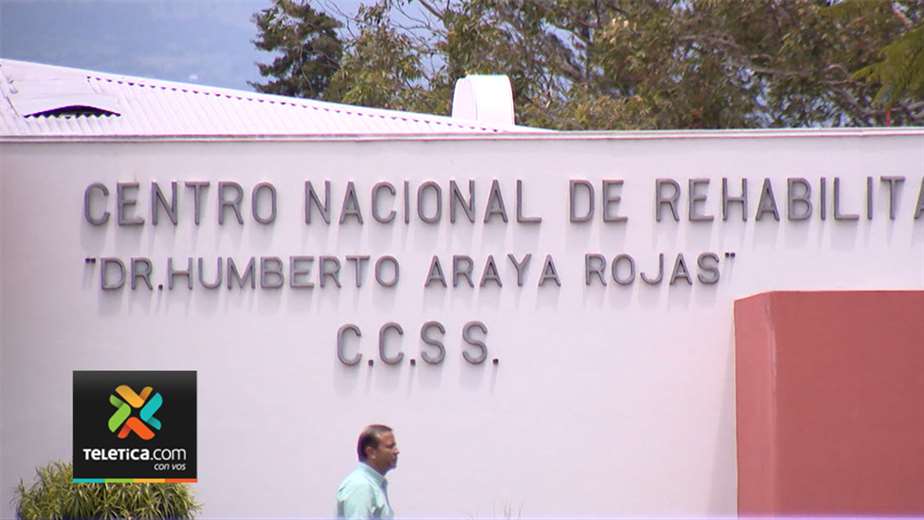 CENTRO NACIONAL DE REHABILITA
"DR. HUMBERTO ARAYA ROJAS"
C.C.S S.
TELETICA.com
con vos